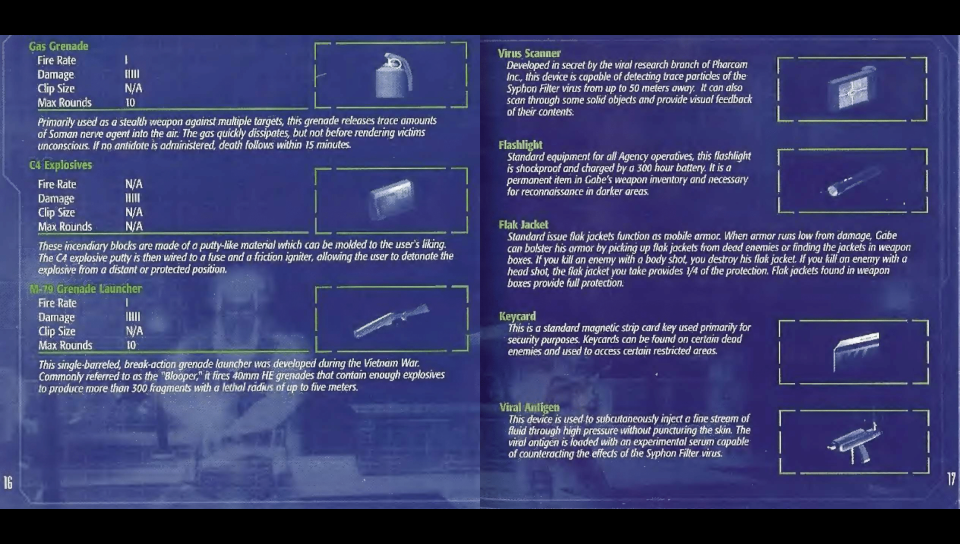 Gas Grenade
Fire Rate I
Damage IIIII
Clip Size N/A
Max Rounds 10
Primarily used as a stealth weapon against multiple targets, this grenade releases trace amounts
of Soman nerve agent into the air. The gas quickly dissipates, but not before rendering victims
unconscious. If no antidote is administered, death follows within 15 minutes.
C4 Explosives
Fire Rate N/A
Damage IIIII
Clip Size N/A
Max Rounds N/A
These incendiary blocks are made of a putty-like material which can be molded to the user's liking.
The C4 explosive putty is then wired to a fuse and a friction igniter, allowing the user to detonate the
explosive from a distant or protected position.
M-79 Grenade Launcher
Fire Rate I
Damage IIIII
Clip Size N/A
Max Rounds 10
This single-barreled, break-action grenade launcher was developed during the Vietnam War.
Commonly referred to as the "Blooper," it fires 40mm HE grenades that contain enough explosives
to produce more than 300 fragments with a lethal radius of up to five meters.
16
Virus Scanner
Developed in secret by the viral research branch of Pharcom
Inc., this device is capable of detecting trace particles of the
Syphon Filter virus from up to 50 meters away. It can also
scan through some solid objects and provide visual feedback
of their contents.
Flashlight
Standard equipment for all Agency operatives, this flashlight
is shockproof and charged by a 300 hour battery. It is a
permanent item in Gabe's weapon inventory and necessary
for reconnaissance in darker areas.
Flak Jacket
Standard issue flak jackets function as mobile armor. When armor runs low from damage, Gabe
can bolster his armor by picking up flak jackets from dead enemies or finding the jackets in weapon
boxes. If you kill an enemy with a body shot, you destroy his flak jacket. If you kill an enemy with a
head shot, the flak jacket you take provides 1/4 of the protection. Flak jackets found in weapon
boxes provide full protection.
Keycard
This is a standard magnetic strip card key used primarily for
security purposes. Keycards can be found on certain dead
enemies and used to access certain restricted areas.
Viral Antigen
This device is used to subcutaneously inject a fine stream of
fluid through high pressure without puncturing the skin. The
viral antigen is loaded with an experimental serum capable
of counteracting the effects of the Syphon Filter virus.
17